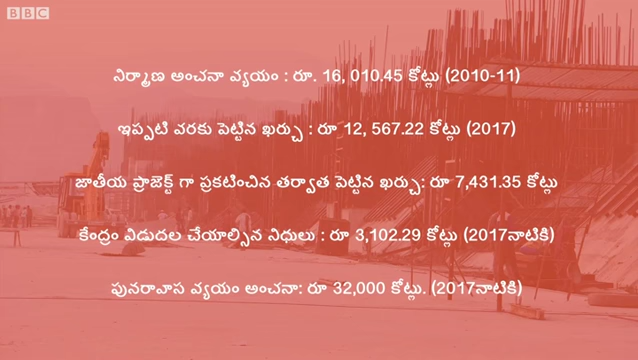 BBC
నిర్మాణ అంచనా వ్యయం : రూ. 16, 010.45 కోట్లు (2010-11)
ఇప్పటి వరకు పెట్టిన ఖర్చు : రూ 12, 567.22 కోట్లు (2017)
జాతీయ ప్రాజెక్ట్ గా ప్రకటించిన తర్వాత పెట్టిన ఖర్చు: రూ 7,431.35 కోట్లు
కేంద్రం విడుదల చేయాల్సిన నిధులు : రూ 3,102.29 కోట్లు (2017నాటికి)
పునరావాస వ్యయం అంచనా: రూ 32,000 కోట్లు. (2017నాటికి)